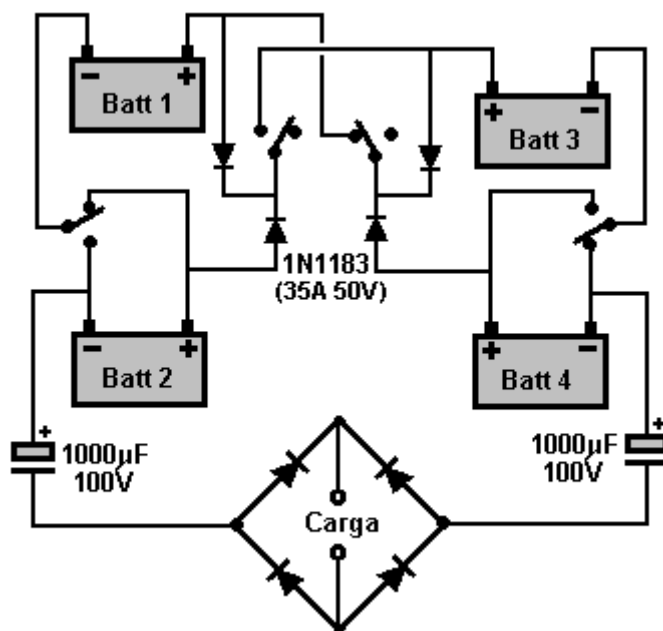 - +
Batt 1
+ -
Batt 3
1N1183
(35A 50V)
- +
Batt 2
+ -
Batt 4
+
1000µF
100V
+
1000µF
100V
Carga